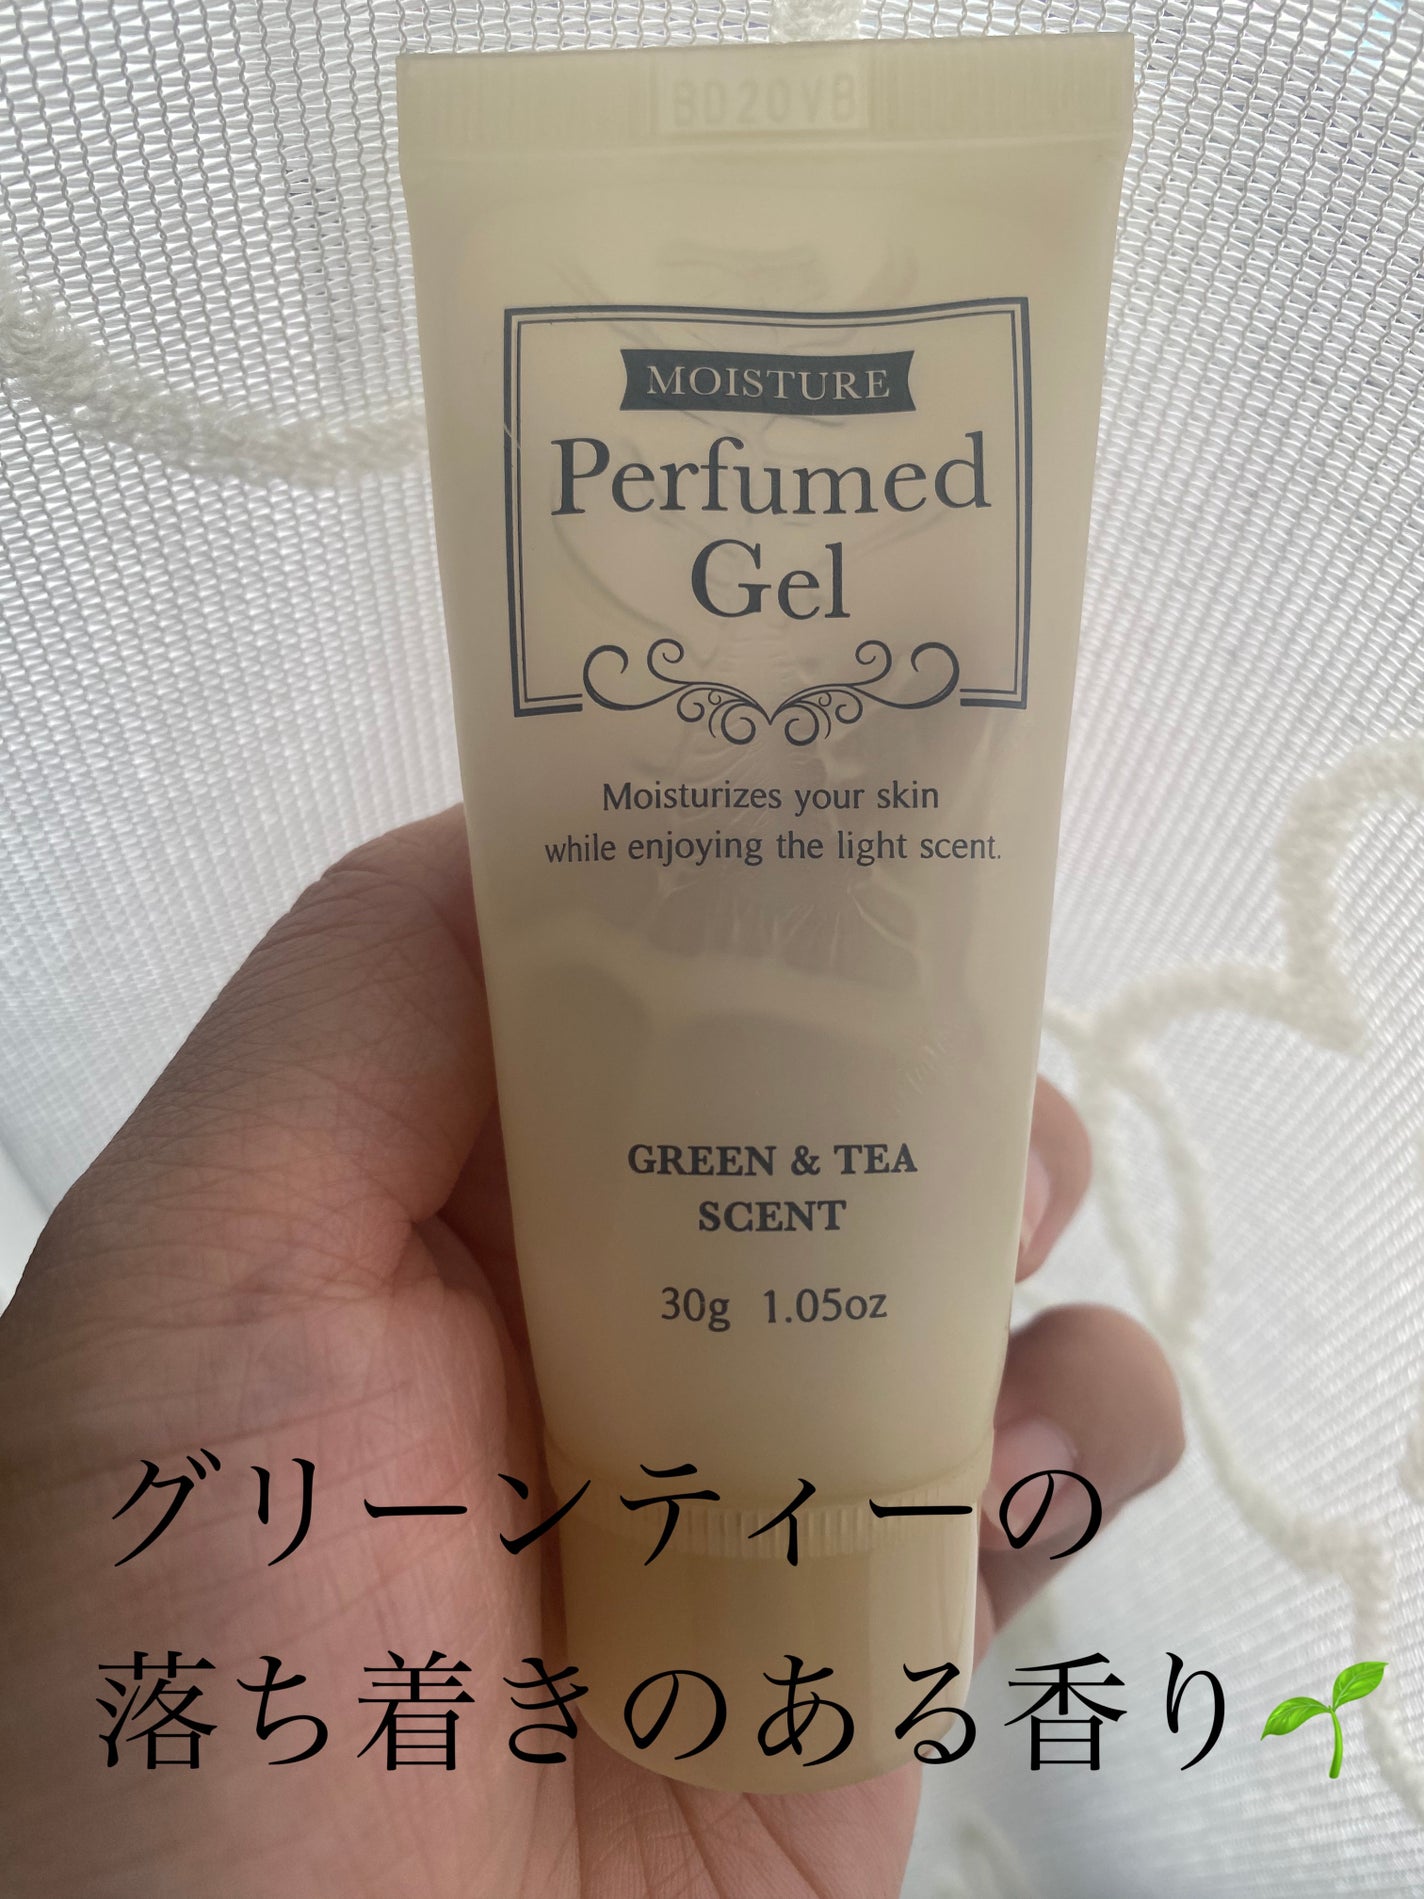 BD20VB
MOISTURE
Perfumed
Gel
Moisturizes your skin
while enjoying the light scent.
GREEN & TEA
SCENT
30g 1.05oz
グリーンティーの
落ち着きのある香り🌱